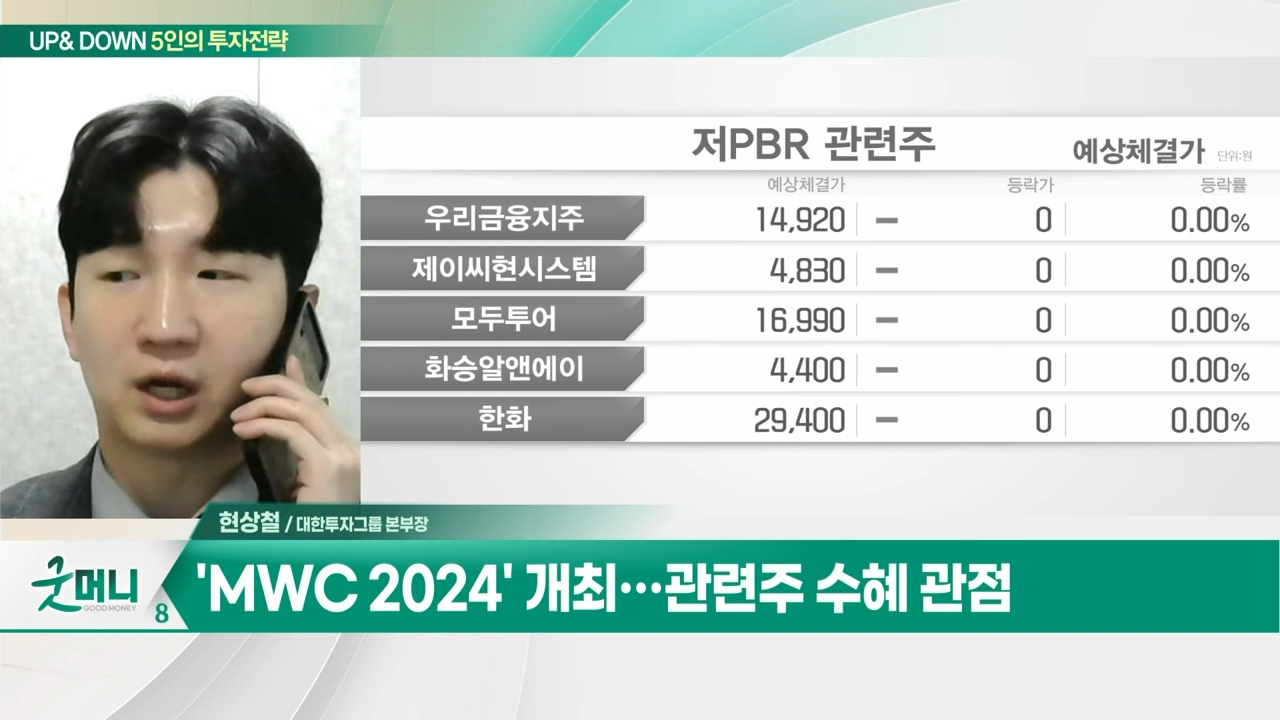 UP& DOWN 5인의 투자전략
저PBR 관련주 예상체결가 단위:원
예상체결가 등락가 등락률
우리금융지주 14,920 - 0 0.00%
제이씨현시스템 4,830 - 0 0.00%
모두투어 16,990 - 0 0.00%
화승알앤에이 4,400 - 0 0.00%
한화 29,400 - 0 0.00%
현상철 / 대한투자그룹 본부장
굿머니
GOOD MONEY
8
'MWC 2024' 개최…관련주 수혜 관점